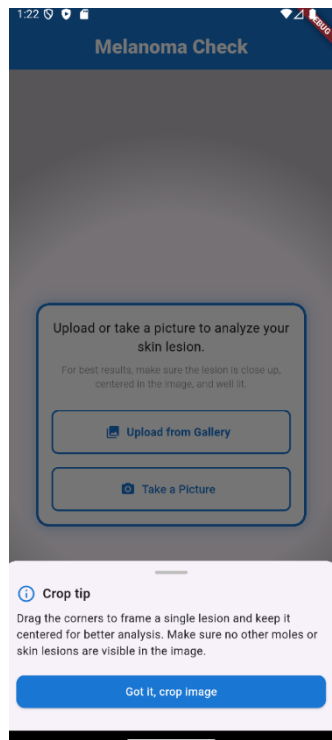 1:22
DEBUG
Melanoma Check
Upload or take a picture to analyze your
skin lesion.
For best results, make sure the lesion is close up,
centered in the image, and well lit.
Upload from Gallery
Take a Picture
Crop tip
Drag the corners to frame a single lesion and keep it
centered for better analysis. Make sure no other moles or
skin lesions are visible in the image.
Got it, crop image